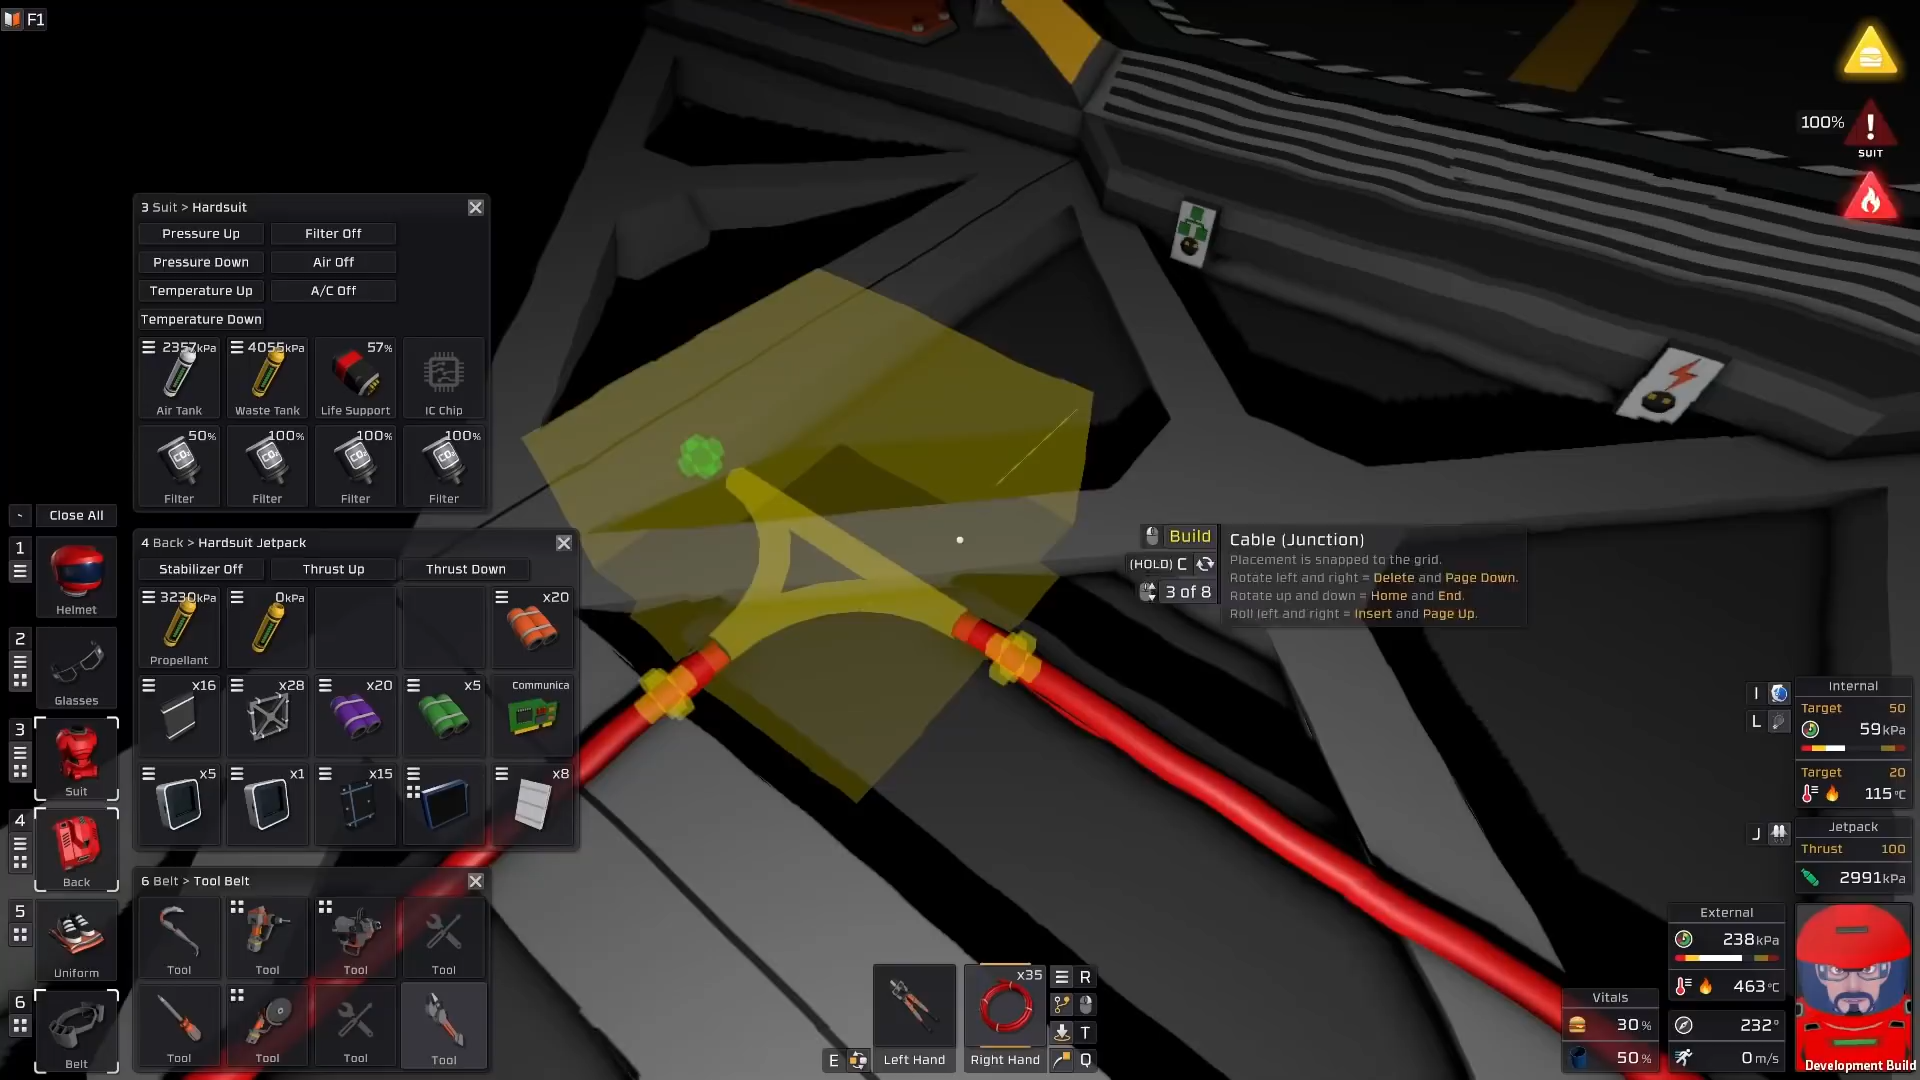 F1
100%
SUIT
3 Suit > Hardsuit
Pressure Up
Filter Off
Pressure Down
Air Off
Temperature Up
A/C Off
Temperature Down
2357kPa
Air Tank
4055kPa
Waste Tank
57%
Life Support
IC Chip
50%
CO₂
Filter
100%
CO₂
Filter
100%
CO₂
Filter
100%
CO₂
Filter
~
Close All
1
Helmet
2
Glasses
3
Suit
4
Back
5
Uniform
6
Belt
4 Back > Hardsuit Jetpack
Stabilizer Off
Thrust Up
Thrust Down
3230kPa
Propellant
0kPa
x20
x16
x28
x20
x5
Communica
x5
x1
x15
x8
6 Belt > Tool Belt
Tool
Tool
Tool
Tool
Tool
Tool
Tool
Tool
Build
(HOLD) C
3 of 8
Cable (Junction)
Placement is snapped to the grid.
Rotate left and right = Delete and Page Down.
Rotate up and down = Home and End.
Roll left and right = Insert and Page Up.
E
Left Hand
x35
Right Hand
R
T
Q
I
L
J
Internal
Target 50
59kPa
Target 20
115°C
Jetpack
Thrust 100
2991kPa
External
238kPa
463°C
232°
0m/s
Vitals
30%
50%
Development Build